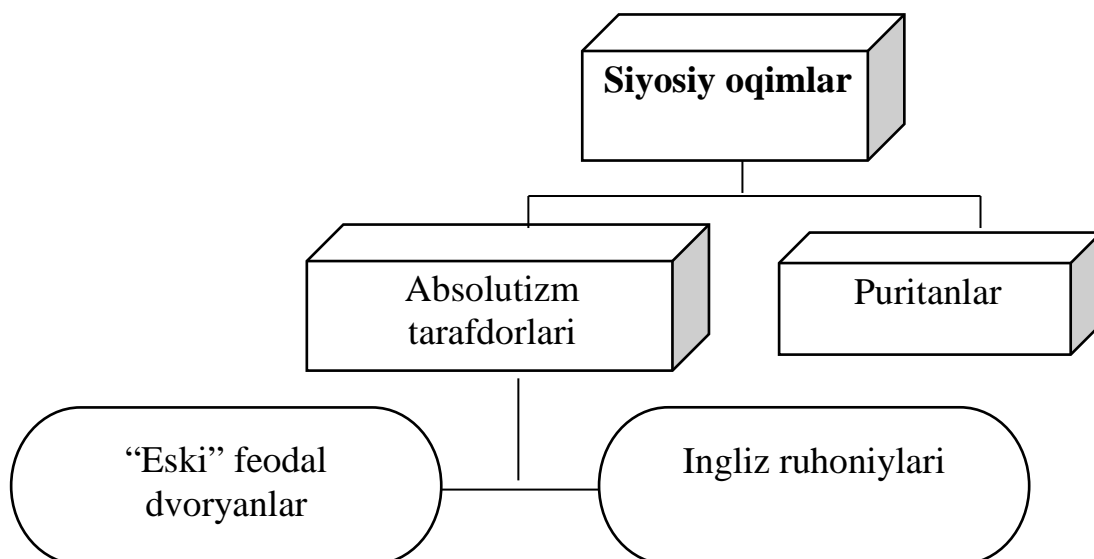 Siyosiy oqimlar
Absolutizm
tarafdorlari
Puritanlar
“Eski” feodal
dvoryanlar
Ingliz ruhoniylari